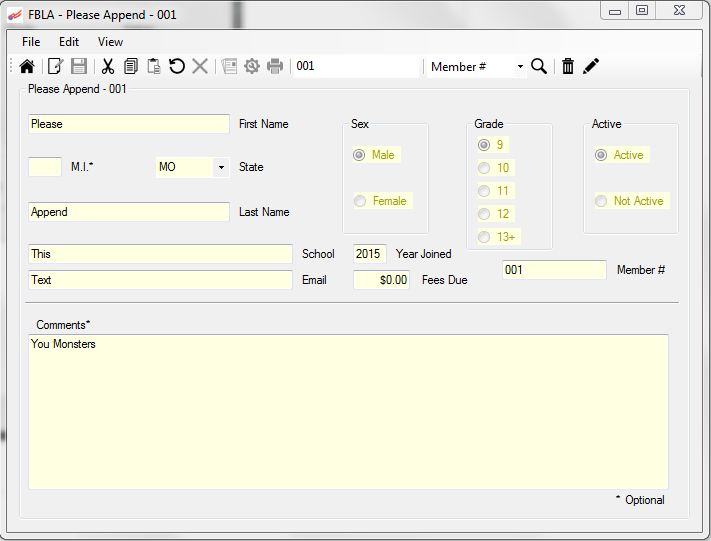 FBLA - Please Append - 001
File Edit View
001 Member #
Please Append - 001
Please First Name Sex Grade Active
Male 9 Active
M.I.* MO State 10
11
Female Not Active
Append Last Name 12
13+
This School 2015 Year Joined
Text Email $0.00 Fees Due 001 Member #
Comments*
You Monsters
* Optional